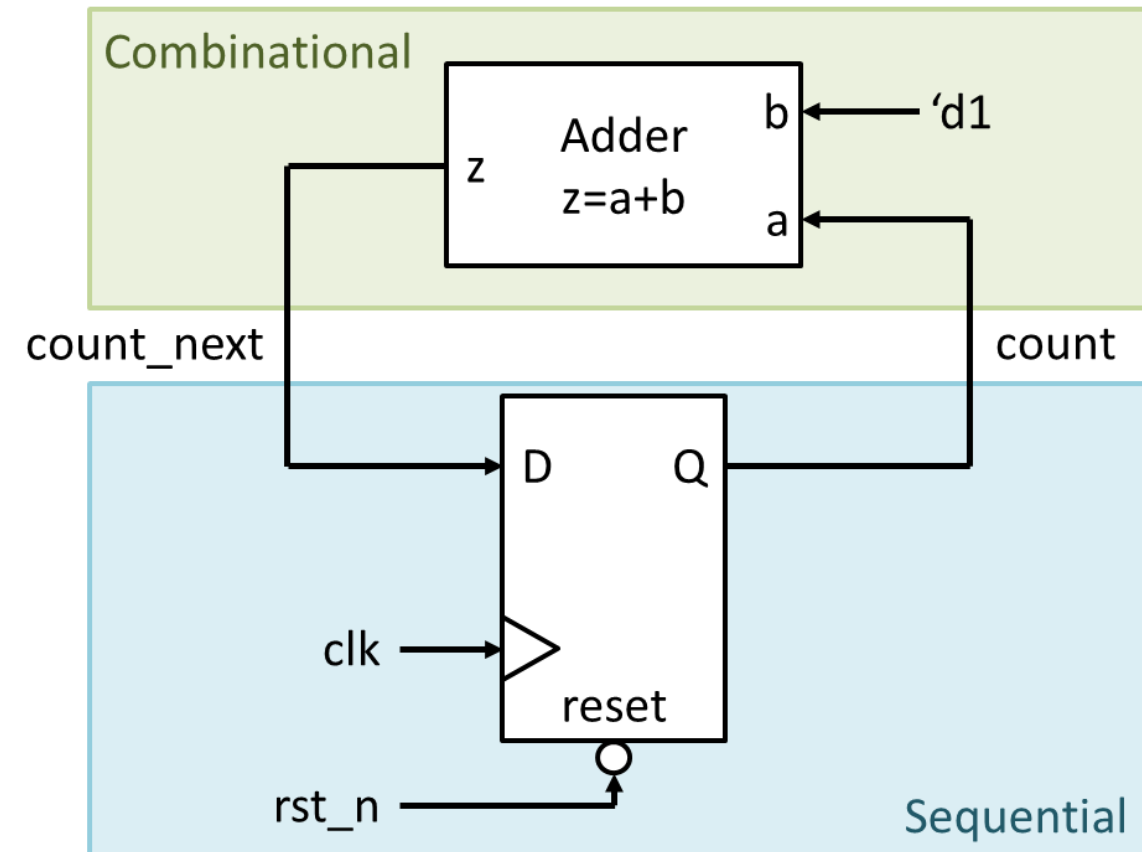 Combinational
b
‘d1
Adder
z
z=a+b
a
count_next
count
D
Q
clk
reset
rst_n
Sequential